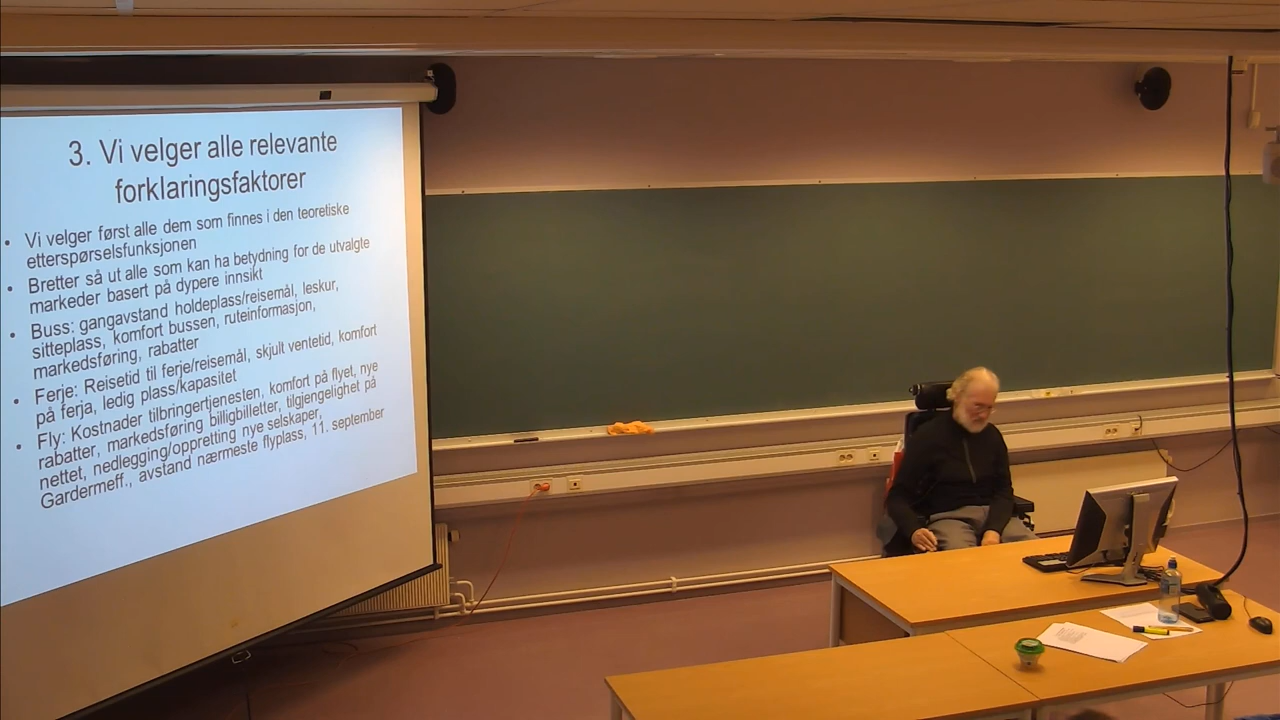 3. Vi velger alle relevante
forklaringsfaktorer
• Vi velger først alle dem som finnes i den teoretiske
etterspørselsfunksjonen
• Bretter så ut alle som kan ha betydning for de utvalgte
markeder basert på dypere innsikt
• Buss: gangavstand holdeplass/reisemål, leskur,
sitteplass, komfort bussen, ruteinformasjon,
markedsføring, rabatter
• Ferje: Reisetid til ferje/reisemål, skjult ventetid, komfort
på ferja, ledig plass/kapasitet
• Fly: Kostnader tilbringertjenesten, komfort på flyet, nye
rabatter, markedsføring billigbilletter, tilgjengelighet på
nettet, nedlegging/oppretting nye selskaper,
Gardermeff., avstand nærmeste flyplass, 11. september